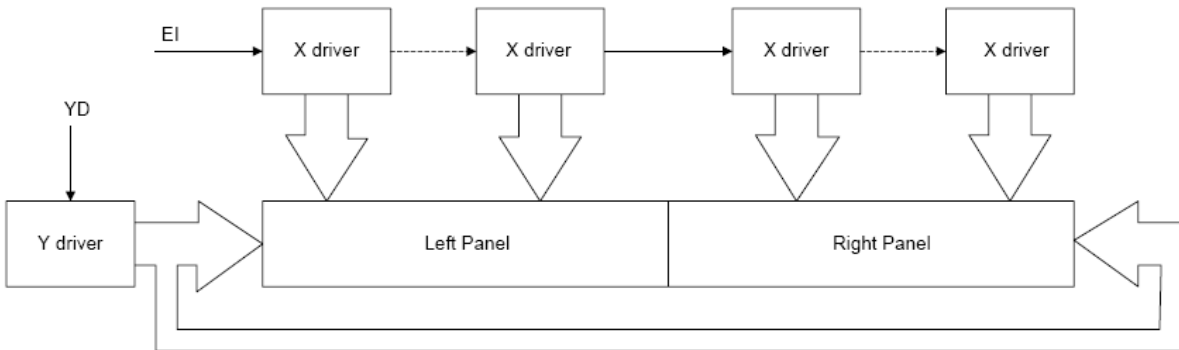 EI
X driver
X driver
X driver
X driver
YD
Y driver
Left Panel
Right Panel